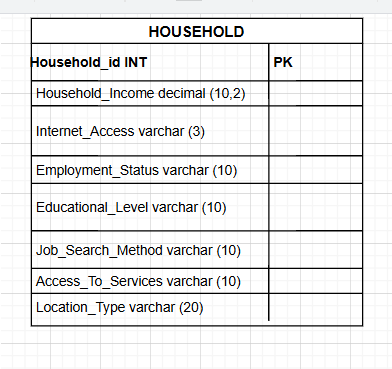 HOUSEHOLD
Household_id INT PK
Household_Income decimal (10,2)
Internet_Access varchar (3)
Employment_Status varchar (10)
Educational_Level varchar (10)
Job_Search_Method varchar (10)
Access_To_Services varchar (10)
Location_Type varchar (20)